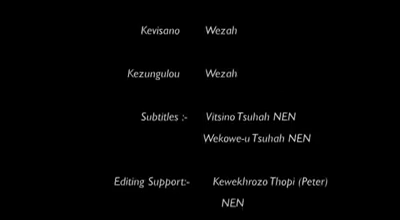 Kevisano Wezah
Kezungulou Wezah
Subtitles :- Vitsino Tsuhah NEN
Wekowe-u Tsuhah NEN
Editing Support:- Kewekhrozo Thopi (Peter)
NEN